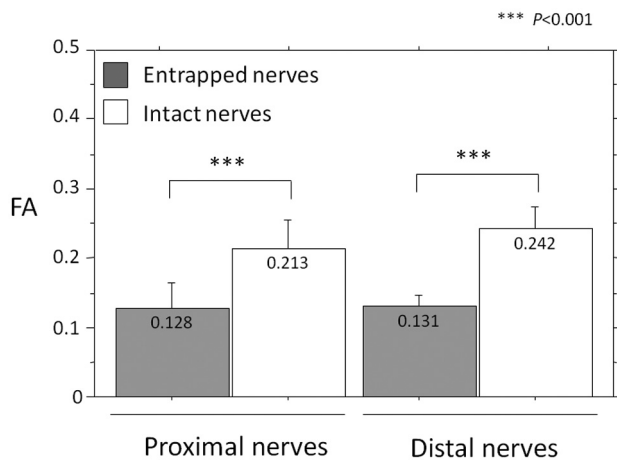 *** P<0.001
0.5
Entrapped nerves
0.4
Intact nerves
0.3
***
***
FA
0.2
0.213
0.242
0.1
0.128
0.131
0
Proximal nerves
Distal nerves